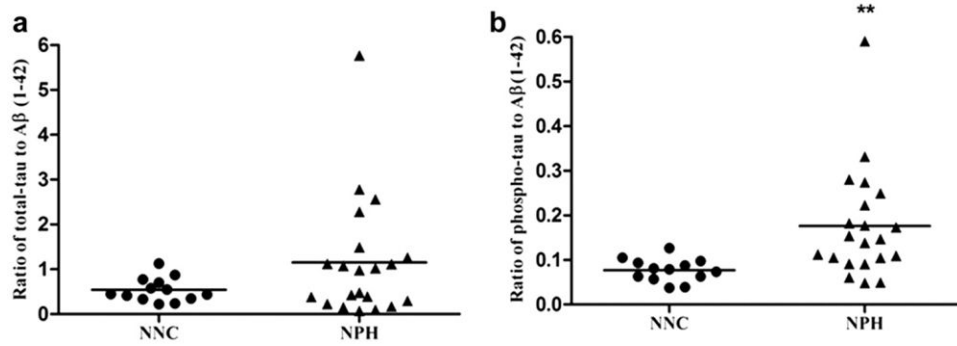 a
Ratio of total-tau to Aβ (1-42)
6
5
4
3
2
1
0
NNC
NPH
b
**
Ratio of phospho-tau to Aβ(1-42)
0.6
0.5
0.4
0.3
0.2
0.1
0.0
NNC
NPH